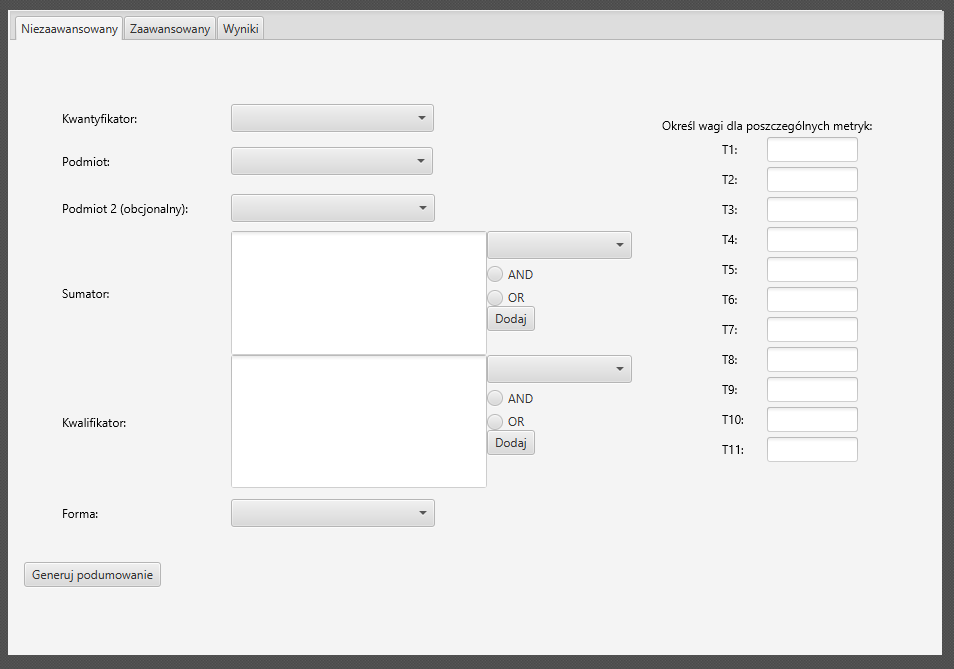 Niezaawansowany Zaawansowany Wyniki
Kwantyfikator:
Podmiot:
Podmiot 2 (obcjonalny):
Sumator:
AND
OR
Dodaj
Kwalifikator:
AND
OR
Dodaj
Forma:
Generuj podumowanie
Określ wagi dla poszczególnych metryk:
T1:
T2:
T3:
T4:
T5:
T6:
T7:
T8:
T9:
T10:
T11: